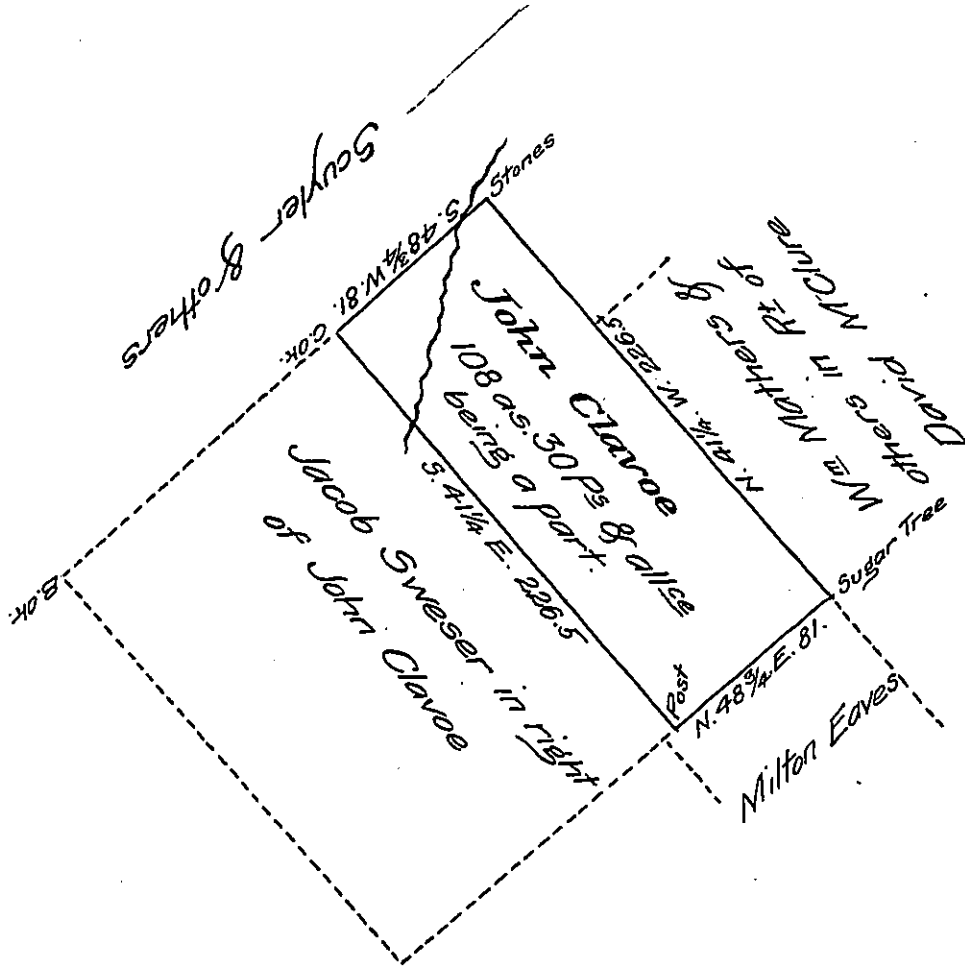 Scuyler & others
Stones
S. 48¾ W. 81.
C.OK.
B.OK.
John Clavoe
108 as. 30 Ps & allce
being a part.
N. 41¼ W. 226.5
Wm Mathers &
others in Rt of
David
McClure
S. 41¼ E. 226.5
Jacob Sweser in right
of John Clavoe
Sugar Tree
N. 48¾ E. 81.
Post
Milton Eaves